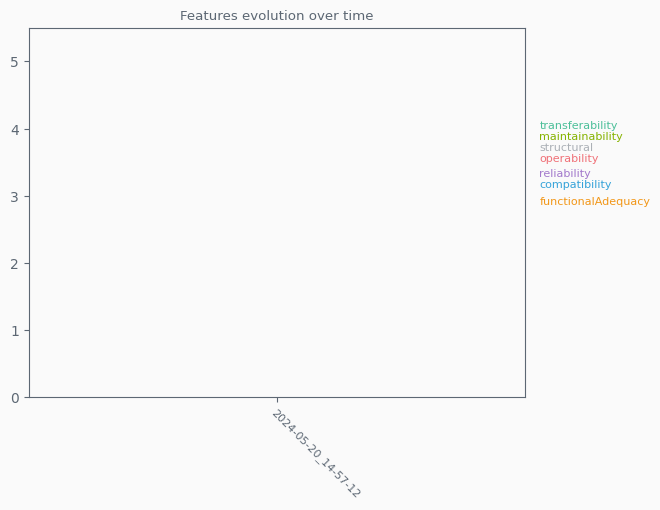 Features evolution over time
5
4
3
2
1
0
2024-05-20_14-57-12
transferability
maintainability
structural
operability
reliability
compatibility
functionalAdequacy